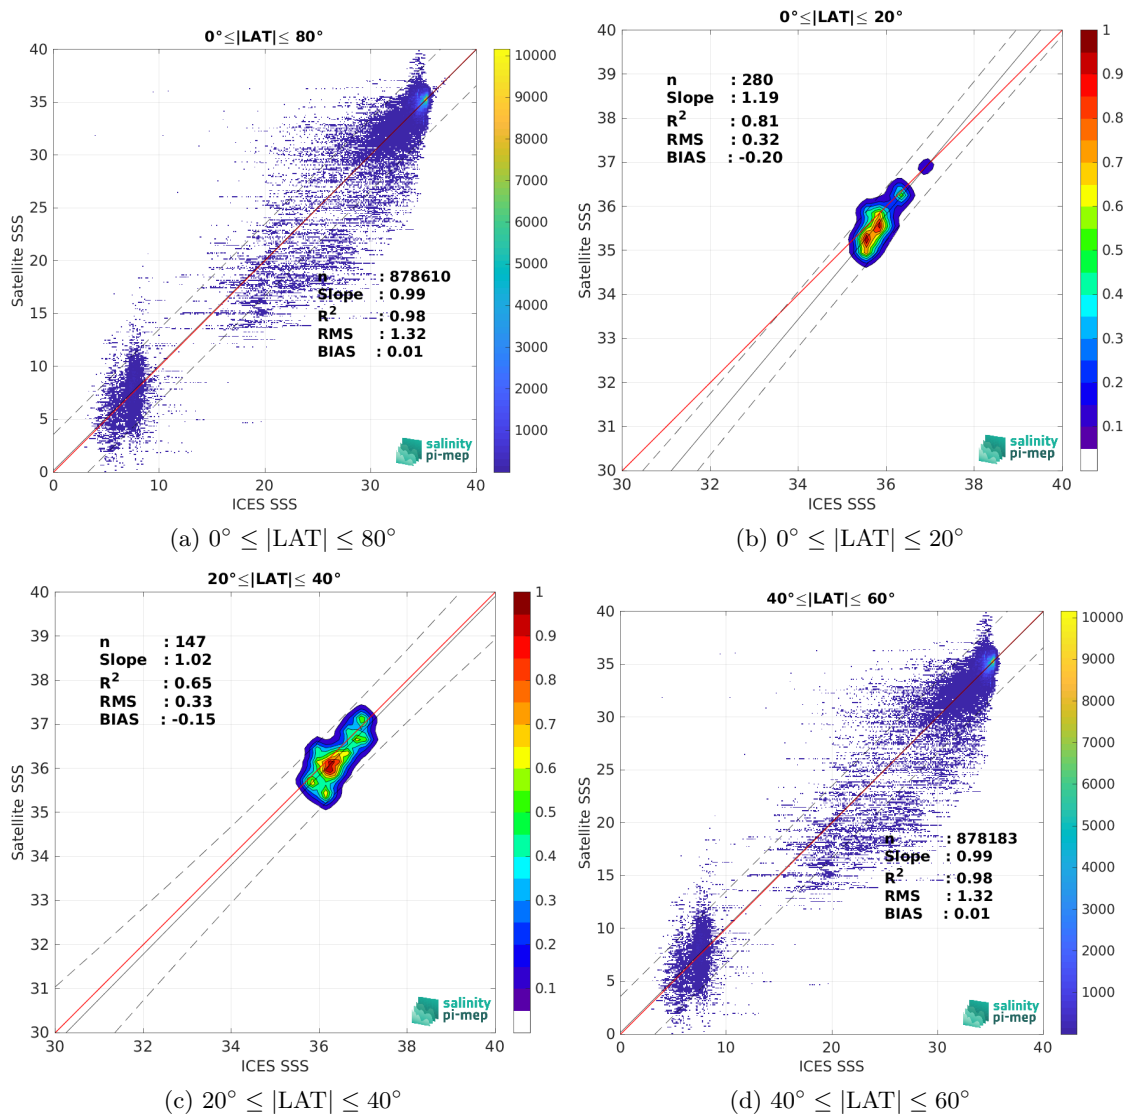 0°≤|LAT|≤ 80°
40
35
30
25
20
15
10
5
0
0 10 20 30 40
Satellite SSS
ICES SSS
n : 878610
Slope : 0.99
R² : 0.98
RMS : 1.32
BIAS : 0.01
10000
9000
8000
7000
6000
5000
4000
3000
2000
1000
salinity
pi-mep
(a) 0° ≤ |LAT| ≤ 80°
0°≤|LAT|≤ 20°
40
39
38
37
36
35
34
33
32
31
30
30 32 34 36 38 40
Satellite SSS
ICES SSS
n : 280
Slope : 1.19
R² : 0.81
RMS : 0.32
BIAS : -0.20
1
0.9
0.8
0.7
0.6
0.5
0.4
0.3
0.2
0.1
salinity
pi-mep
(b) 0° ≤ |LAT| ≤ 20°
20°≤|LAT|≤ 40°
40
39
38
37
36
35
34
33
32
31
30
30 32 34 36 38 40
Satellite SSS
ICES SSS
n : 147
Slope : 1.02
R² : 0.65
RMS : 0.33
BIAS : -0.15
1
0.9
0.8
0.7
0.6
0.5
0.4
0.3
0.2
0.1
salinity
pi-mep
(c) 20° ≤ |LAT| ≤ 40°
40°≤|LAT|≤ 60°
40
35
30
25
20
15
10
5
0
0 10 20 30 40
Satellite SSS
ICES SSS
n : 878183
Slope : 0.99
R² : 0.98
RMS : 1.32
BIAS : 0.01
10000
9000
8000
7000
6000
5000
4000
3000
2000
1000
salinity
pi-mep
(d) 40° ≤ |LAT| ≤ 60°